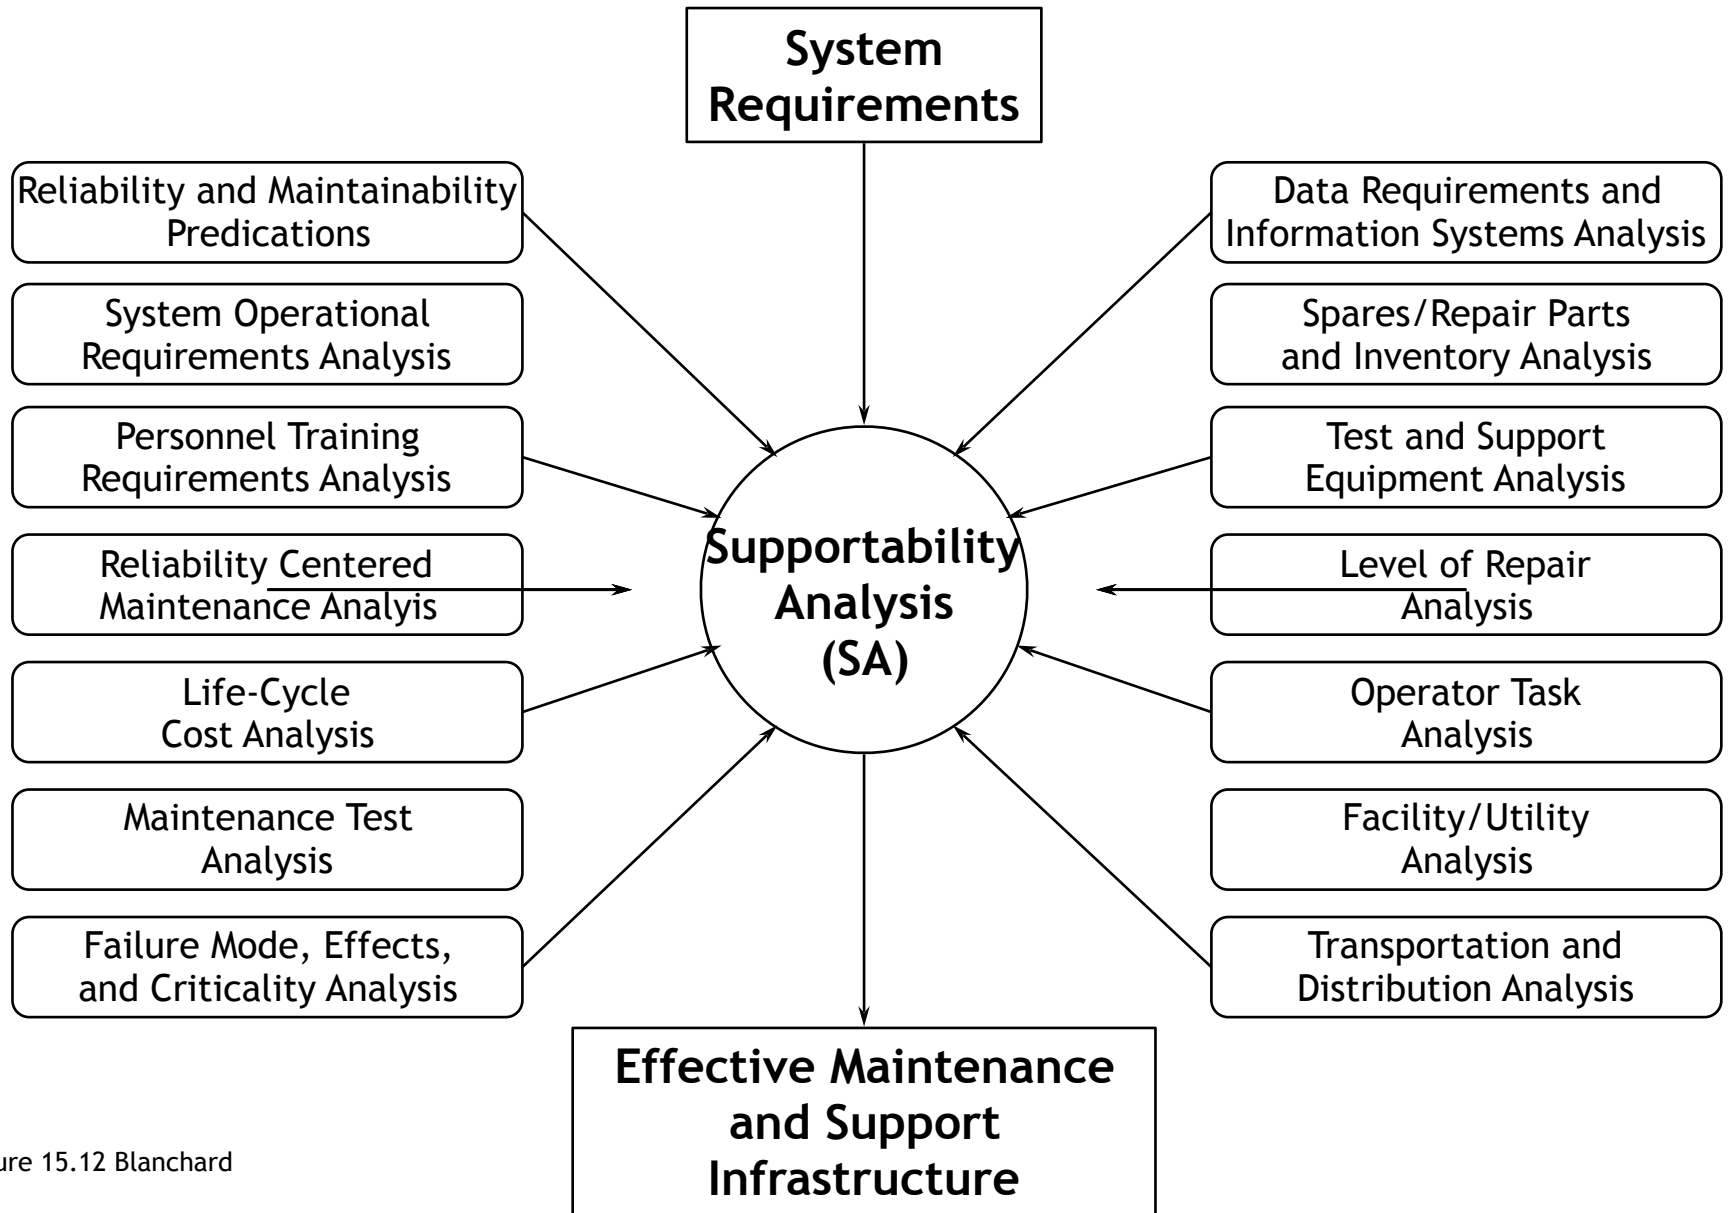 System
Requirements
Reliability and Maintainability
Predications
System Operational
Requirements Analysis
Personnel Training
Requirements Analysis
Reliability Centered
Maintenance Analyis
Life-Cycle
Cost Analysis
Maintenance Test
Analysis
Failure Mode, Effects,
and Criticality Analysis
Supportability
Analysis
(SA)
Data Requirements and
Information Systems Analysis
Spares/Repair Parts
and Inventory Analysis
Test and Support
Equipment Analysis
Level of Repair
Analysis
Operator Task
Analysis
Facility/Utility
Analysis
Transportation and
Distribution Analysis
Effective Maintenance
and Support
Infrastructure
ure 15.12 Blanchard